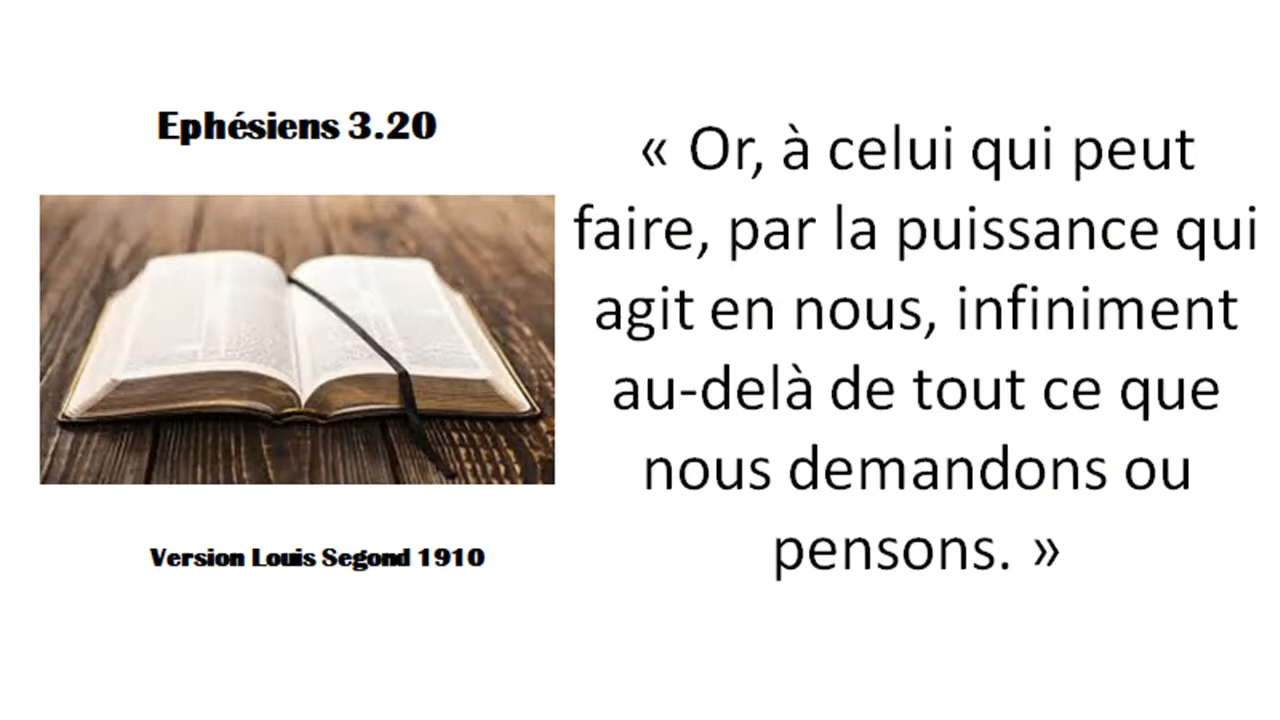 Ephésiens 3.20
Version Louis Segond 1910
« Or, à celui qui peut
faire, par la puissance qui
agit en nous, infiniment
au-delà de tout ce que
nous demandons ou
pensons. »